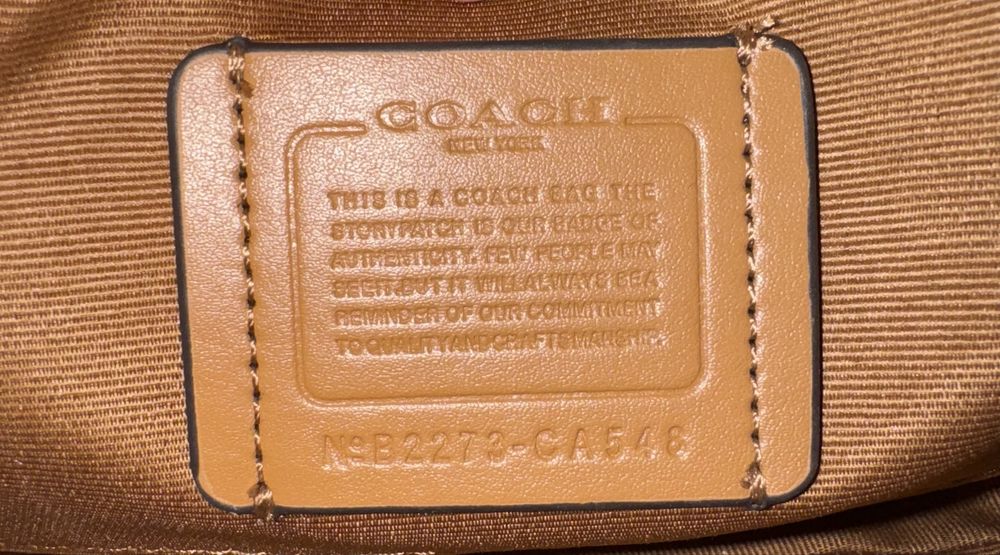 COACH
NEW YORK
THIS IS A COACH BAG THE
STORYPATCH IS OUR BADGE OF
AUTHENTICITY. FEW PEOPLE MAY
SEE IT. BUT IT WILL ALWAYS BE A
REMINDER OF OUR COMMITMENT
TO QUALITY AND CRAFTSMANSHIP.
NºB2273-CA548